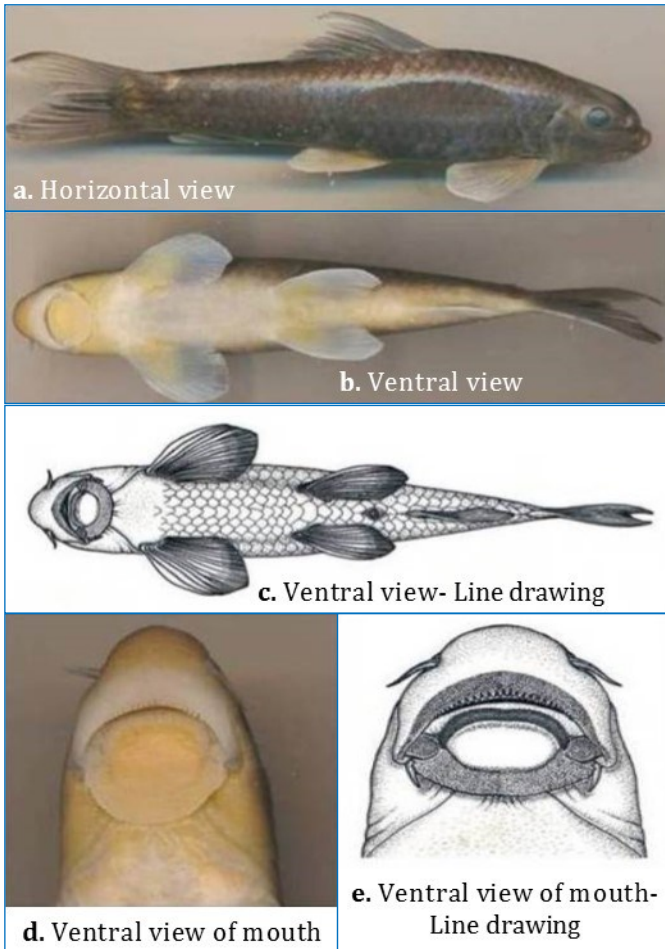 a. Horizontal view
b. Ventral view
c. Ventral view- Line drawing
d. Ventral view of mouth
e. Ventral view of mouth-
Line drawing